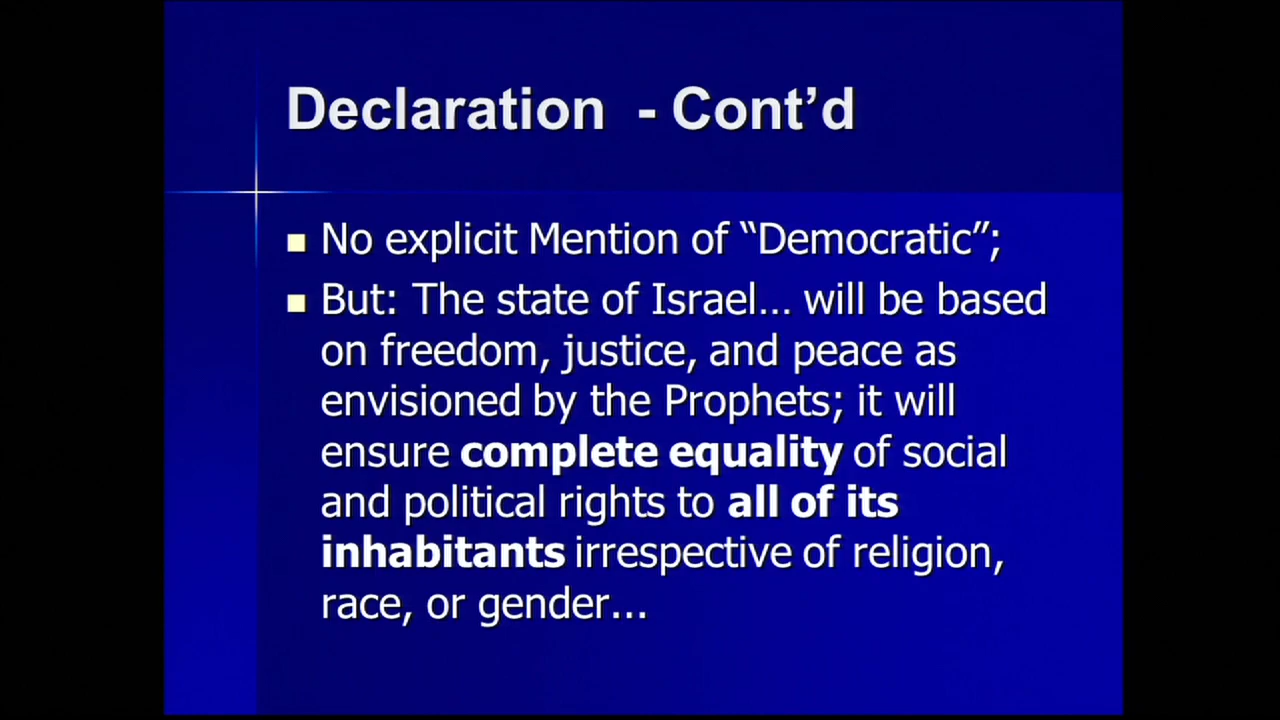 Declaration - Cont’d
No explicit Mention of “Democratic”;
But: The state of Israel... will be based
on freedom, justice, and peace as
envisioned by the Prophets; it will
ensure complete equality of social
and political rights to all of its
inhabitants irrespective of religion,
race, or gender...